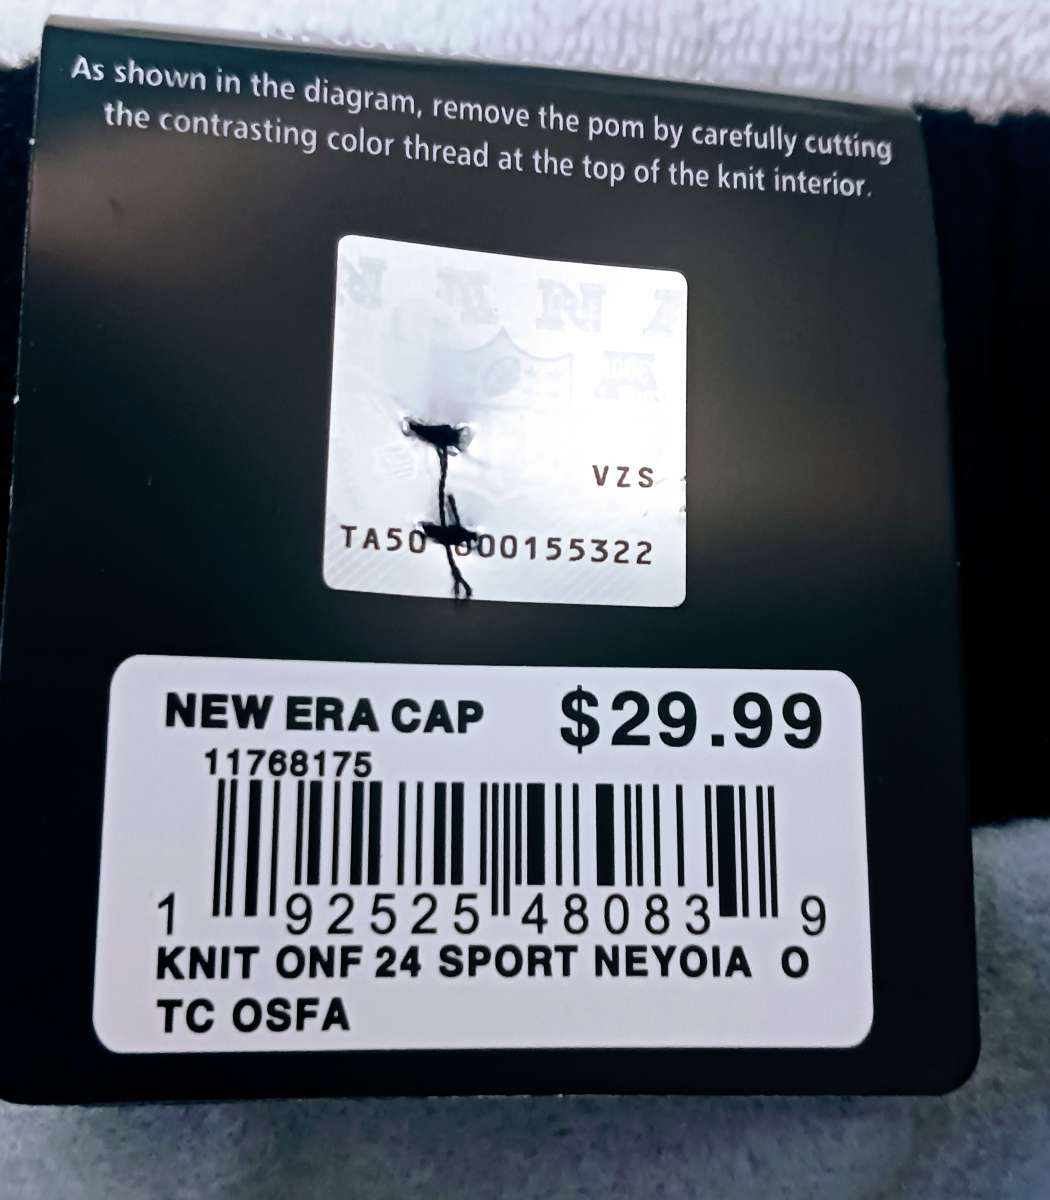 As shown in the diagram, remove the pom by carefully cutting
the contrasting color thread at the top of the knit interior.
VZS
TA50 00155322
NEW ERA CAP $29.99
11768175
1 92525 48083 9
KNIT ONF 24 SPORT NEYOIA O
TC OSFA